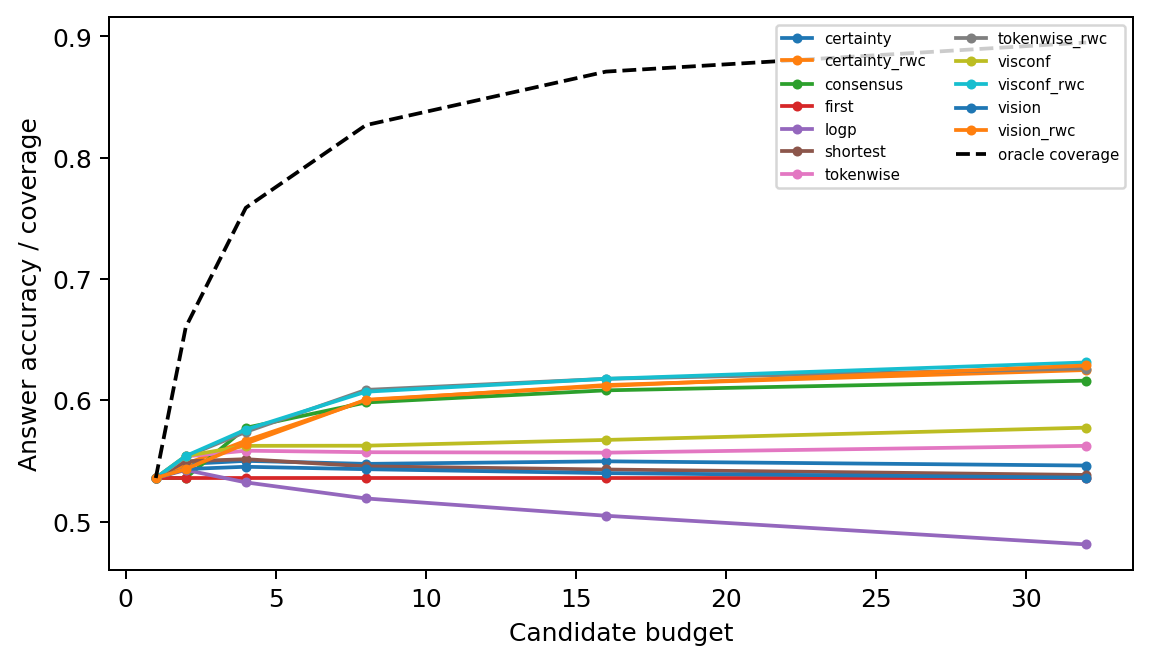 0.9
0.8
0.7
0.6
0.5
Answer accuracy / coverage
0
5
10
15
20
25
30
Candidate budget
certainty
certainty_rwc
consensus
first
logp
shortest
tokenwise
tokenwise_rwc
visconf
visconf_rwc
vision
vision_rwc
oracle coverage